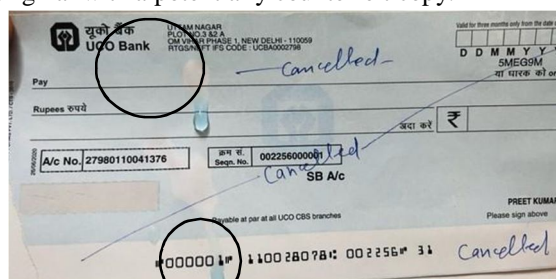 यूको बैंक
UCO Bank
UTTAM NAGAR
PLOT NO.3 &2 A
OM VIHAR PHASE 1, NEW DELHI - 110059
RTGS/NEFT IFS CODE : UCBA0002798
Valid for three months only from the date
D D M M Y Y
5MEG9M
Pay
Cancelled
या धारक को or
Rupees रुपये
अदा करें ₹
A/c No. 27980110041376
क्रम सं.
Seqn. No. 002256000001
Cancelled
SB A/c
PREET KUMAR
Payable at par at all UCO CBS branches
Please sign above
⑈000001⑈ 110028078⑆ 002256⑈ 31
Cancelled